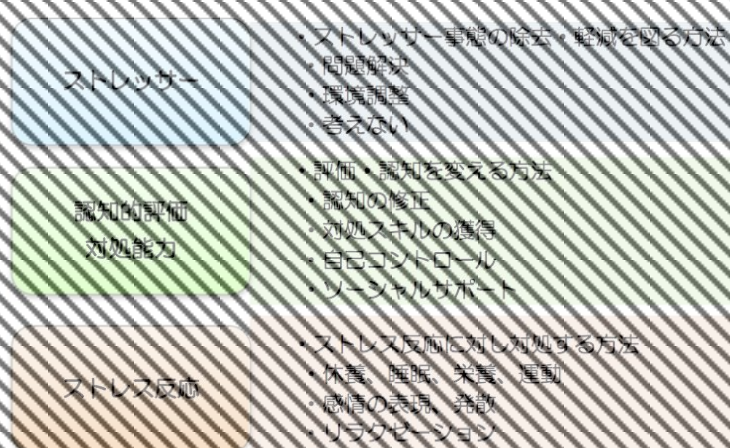 ストレッサー
・ストレッサー事態の除去・軽減を図る方法
・問題解決
・環境調整
・考えない
認知的評価
対処能力
・評価・認知を変える方法
・認知の修正
・対処スキルの獲得
・自己コントロール
・ソーシャルサポート
ストレス反応
・ストレス反応に対し対処する方法
・休養、睡眠、栄養、運動
・感情の表現、発散
・リラクゼーション